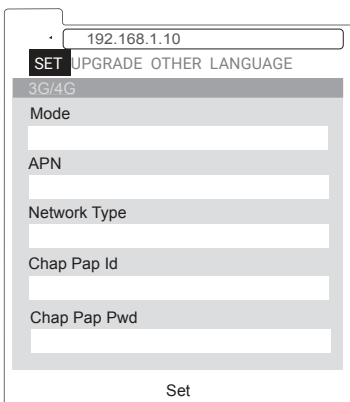 192.168.1.10
SET UPGRADE OTHER LANGUAGE
3G/4G
Mode
APN
Network Type
Chap Pap Id
Chap Pap Pwd
Set